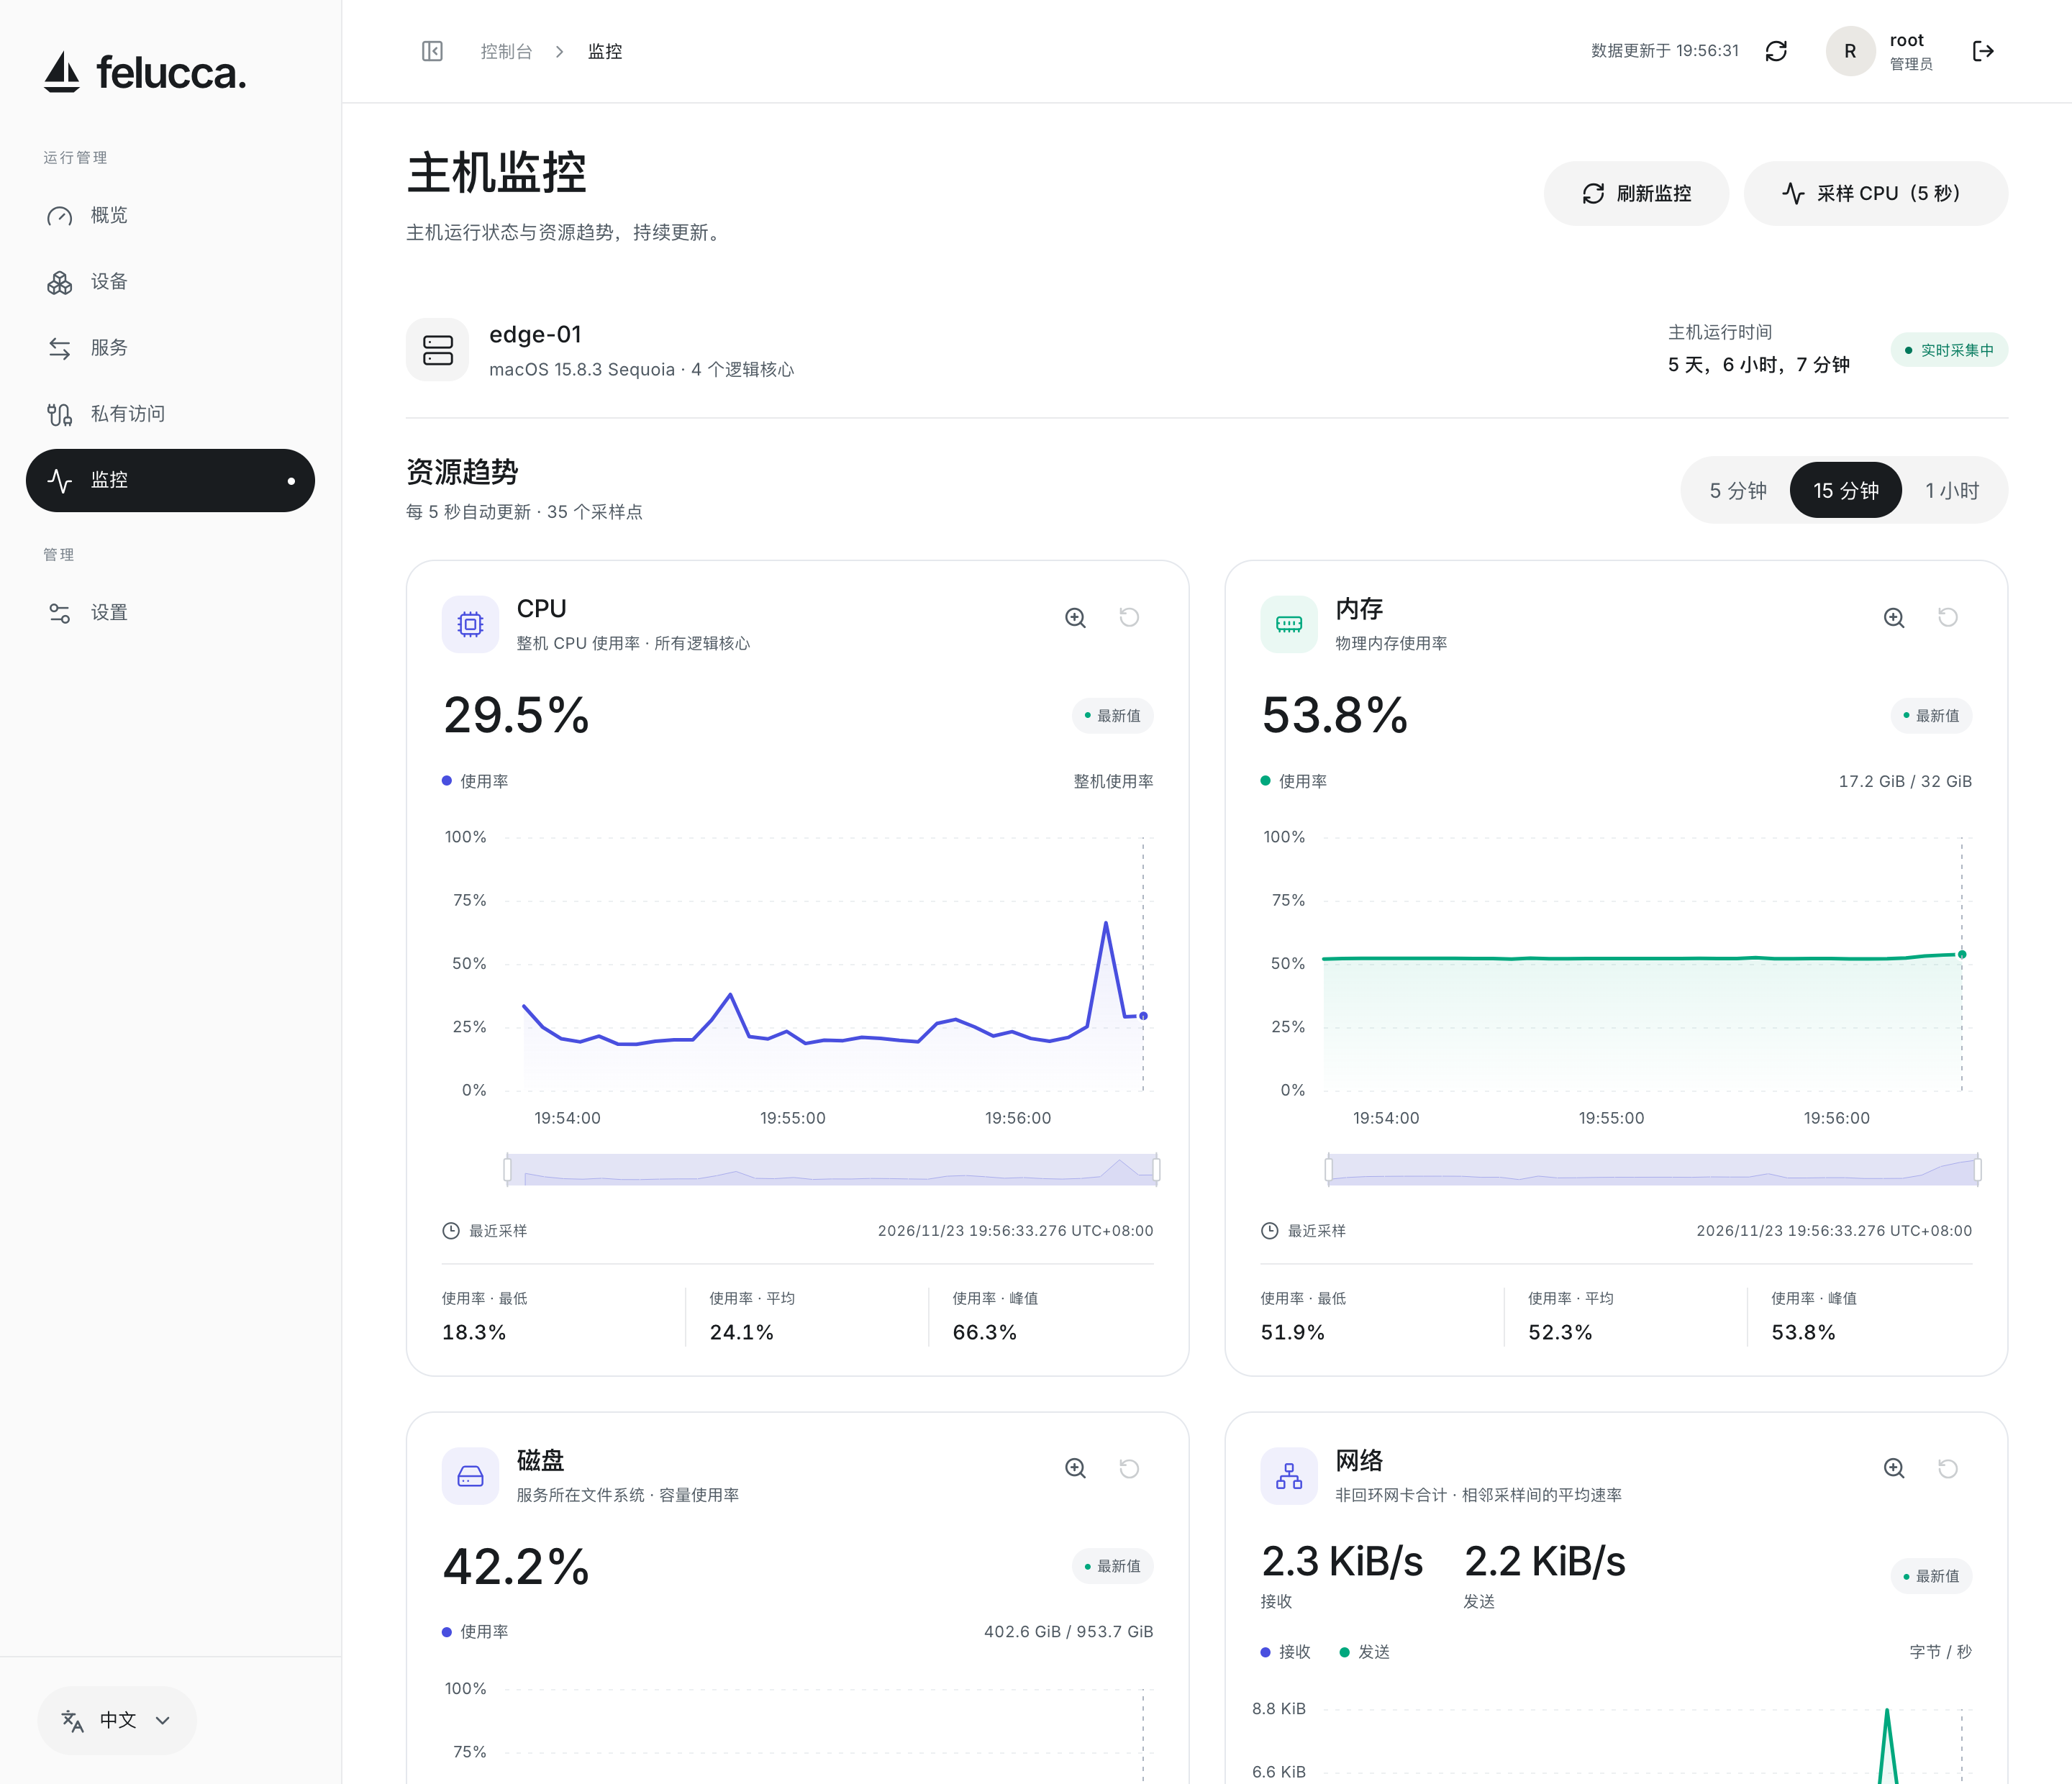 felucca.
运行管理
概览
设备
服务
私有访问
监控
管理
设置
中文
控制台
监控
数据更新于 19:56:31
R
root
管理员
主机监控
主机运行状态与资源趋势，持续更新。
刷新监控
采样 CPU（5 秒）
edge-01
macOS 15.8.3 Sequoia · 4 个逻辑核心
主机运行时间
5 天，6 小时，7 分钟
实时采集中
资源趋势
每 5 秒自动更新 · 35 个采样点
5 分钟
15 分钟
1 小时
CPU
整机 CPU 使用率 · 所有逻辑核心
29.5%
最新值
使用率
整机使用率
100%
75%
50%
25%
0%
19:54:00
19:55:00
19:56:00
最近采样
2026/11/23 19:56:33.276 UTC+08:00
使用率 · 最低
18.3%
使用率 · 平均
24.1%
使用率 · 峰值
66.3%
内存
物理内存使用率
53.8%
最新值
使用率
17.2 GiB / 32 GiB
100%
75%
50%
25%
0%
19:54:00
19:55:00
19:56:00
最近采样
2026/11/23 19:56:33.276 UTC+08:00
使用率 · 最低
51.9%
使用率 · 平均
52.3%
使用率 · 峰值
53.8%
磁盘
服务所在文件系统 · 容量使用率
42.2%
最新值
使用率
402.6 GiB / 953.7 GiB
100%
75%
网络
非回环网卡合计 · 相邻采样间的平均速率
2.3 KiB/s
接收
2.2 KiB/s
发送
最新值
接收
发送
字节 / 秒
8.8 KiB
6.6 KiB